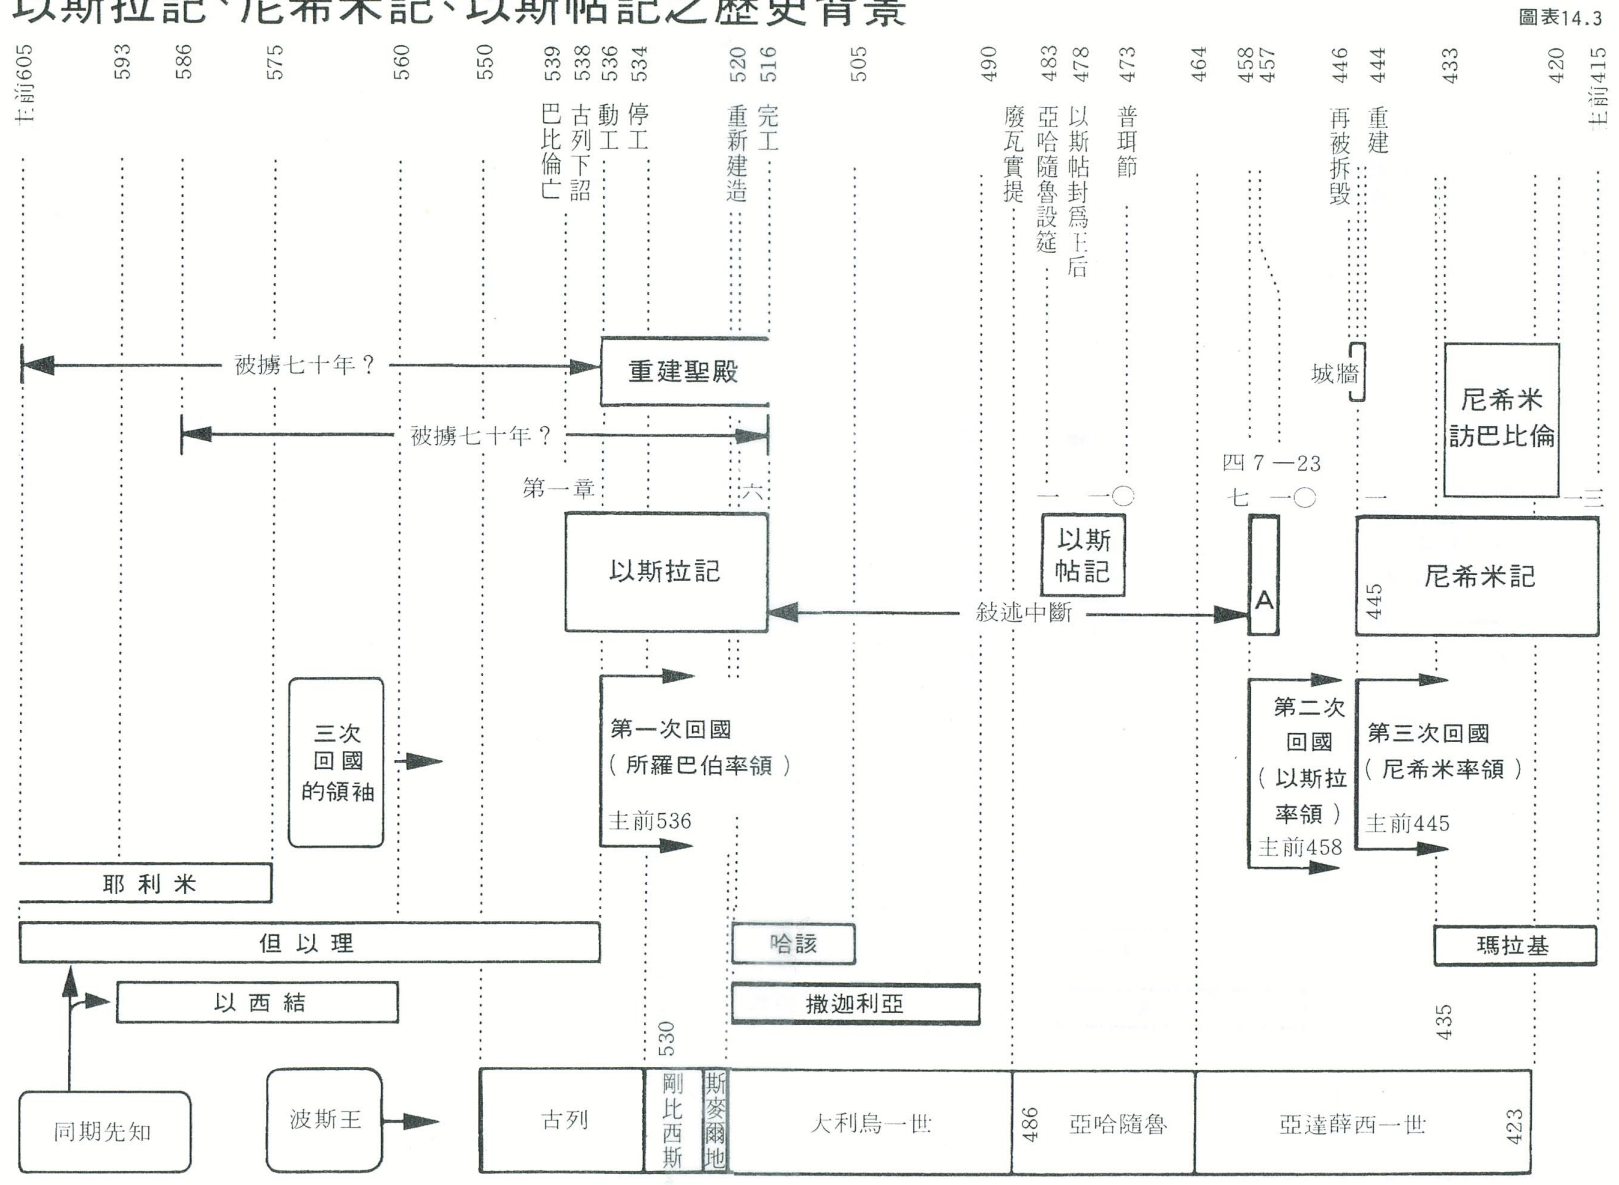 以斯拉記、尼希米記、以斯帖記之歷史背景
圖表14.3
主前605
593
586
575
560
550
539
538
536
534
520
516
505
490
483
478
473
464
458
457
446
444
433
420
主前415
巴比倫亡
古列下詔
動工
停工
重新建造
完工
廢瓦實提
亞哈隨魯設筵
以斯帖封爲王后
普珥節
再被拆毀
重建
被擄七十年？
重建聖殿
城牆
尼希米
訪巴比倫
被擄七十年？
四7—23
第一章
六
一
一〇
七
一〇
一
一三
以斯拉記
以斯
帖記
A
445
尼希米記
敍述中斷
三次
回國
的領袖
第一次回國
（所羅巴伯率領）
主前536
第二次
回國
（以斯拉
率領）
主前458
第三次回國
（尼希米率領）
主前445
耶利米
但以理
哈該
瑪拉基
以西結
撒迦利亞
530
435
同期先知
波斯王
古列
剛比西斯
斯麥爾地
大利烏一世
486
亞哈隨魯
亞達薛西一世
423